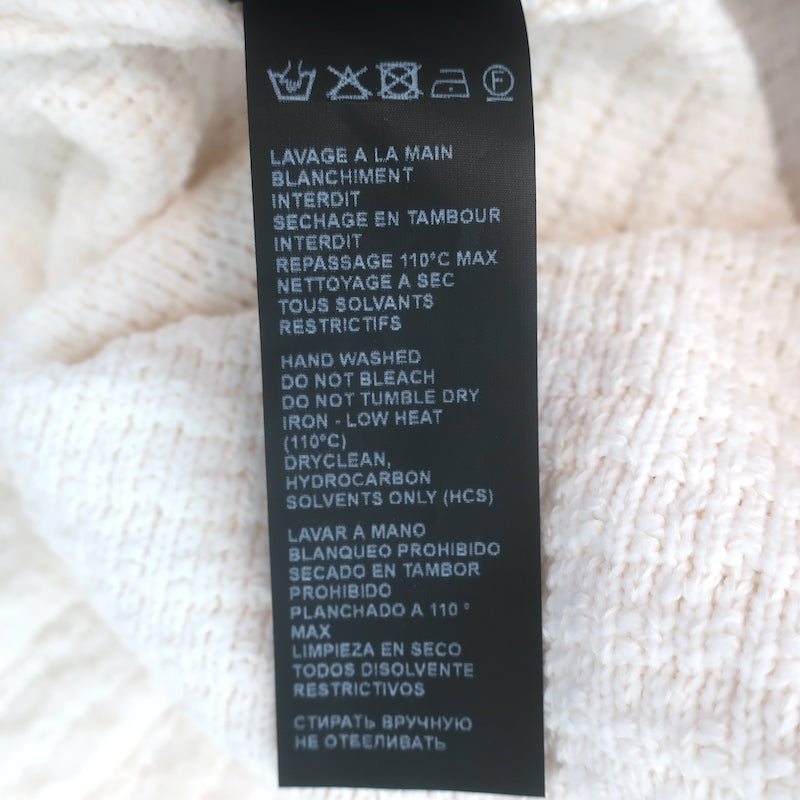 F
LAVAGE A LA MAIN
BLANCHIMENT
INTERDIT
SECHAGE EN TAMBOUR
INTERDIT
REPASSAGE 110°C MAX
NETTOYAGE A SEC
TOUS SOLVANTS
RESTRICTIFS
HAND WASHED
DO NOT BLEACH
DO NOT TUMBLE DRY
IRON - LOW HEAT
(110°C)
DRYCLEAN,
HYDROCARBON
SOLVENTS ONLY (HCS)
LAVAR A MANO
BLANQUEO PROHIBIDO
SECADO EN TAMBOR
PROHIBIDO
PLANCHADO A 110 °
MAX
LIMPIEZA EN SECO
TODOS DISOLVENTE
RESTRICTIVOS
СТИРАТЬ ВРУЧНУЮ
НЕ ОТБЕЛИВАТЬ